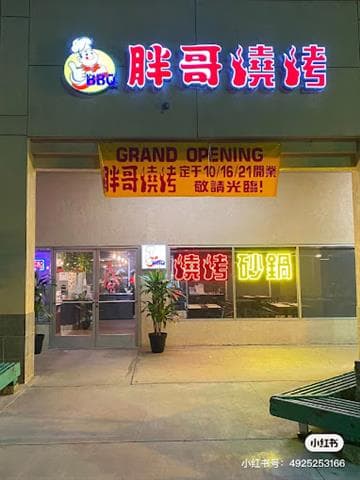 BBQ
胖哥燒烤
GRAND OPENING
胖哥燒烤 定于10/16/21開業
敬請光臨!
燒烤 砂鍋
小红书
小红书号：4925253166